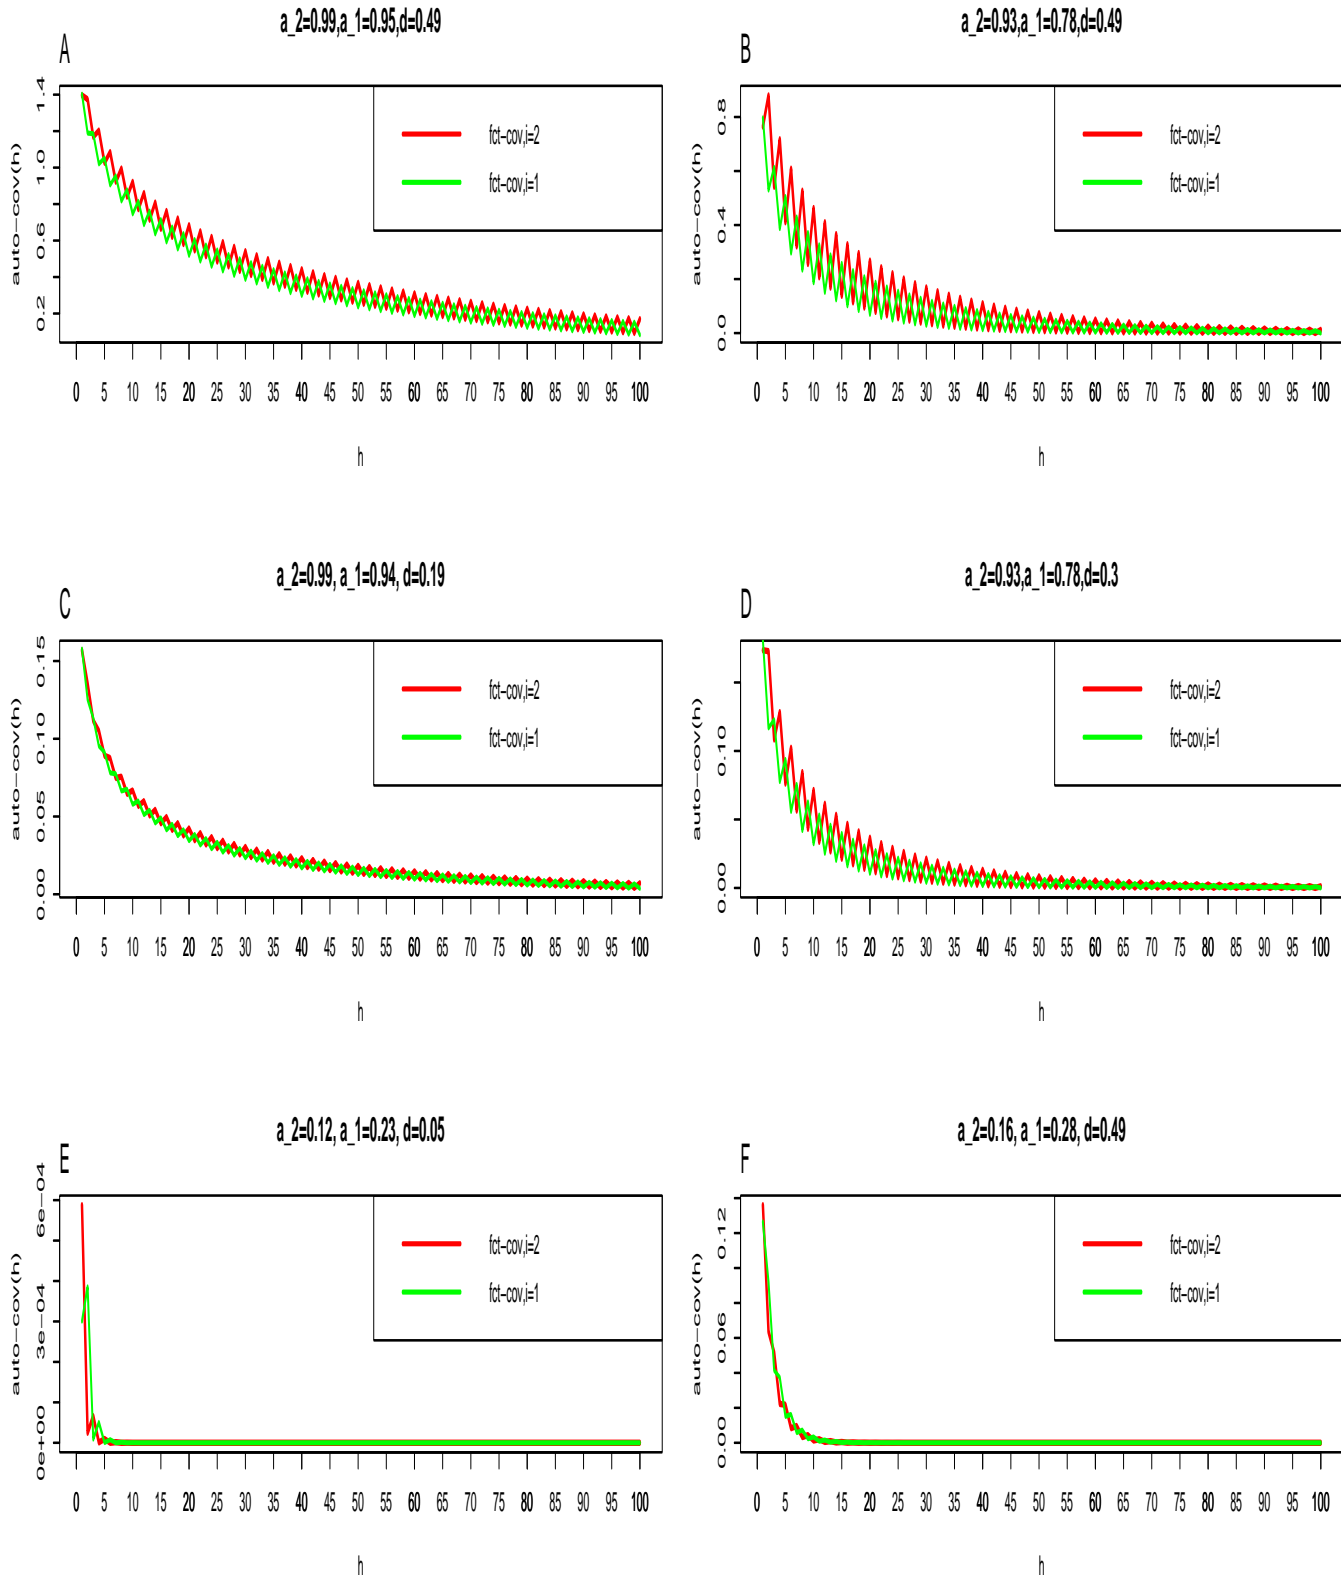 a_2=0.99,a_1=0.95,d=0.49
A
auto−cov(h)
0.2 0.6 1.0 1.4
fct−cov,i=2
fct−cov,i=1
0 5 10 15 20 25 30 35 40 45 50 55 60 65 70 75 80 85 90 95 100
h
a_2=0.93,a_1=0.78,d=0.49
B
auto−cov(h)
0.0 0.4 0.8
fct−cov,i=2
fct−cov,i=1
0 5 10 15 20 25 30 35 40 45 50 55 60 65 70 75 80 85 90 95 100
h
a_2=0.99, a_1=0.94, d=0.19
C
auto−cov(h)
0.00 0.05 0.10 0.15
fct−cov,i=2
fct−cov,i=1
0 5 10 15 20 25 30 35 40 45 50 55 60 65 70 75 80 85 90 95 100
h
a_2=0.93,a_1=0.78,d=0.3
D
auto−cov(h)
0.00 0.10
fct−cov,i=2
fct−cov,i=1
0 5 10 15 20 25 30 35 40 45 50 55 60 65 70 75 80 85 90 95 100
h
a_2=0.12, a_1=0.23, d=0.05
E
auto−cov(h)
0e+00 3e−04 6e−04
fct−cov,i=2
fct−cov,i=1
0 5 10 15 20 25 30 35 40 45 50 55 60 65 70 75 80 85 90 95 100
h
a_2=0.16, a_1=0.28, d=0.49
F
auto−cov(h)
0.00 0.06 0.12
fct−cov,i=2
fct−cov,i=1
0 5 10 15 20 25 30 35 40 45 50 55 60 65 70 75 80 85 90 95 100
h